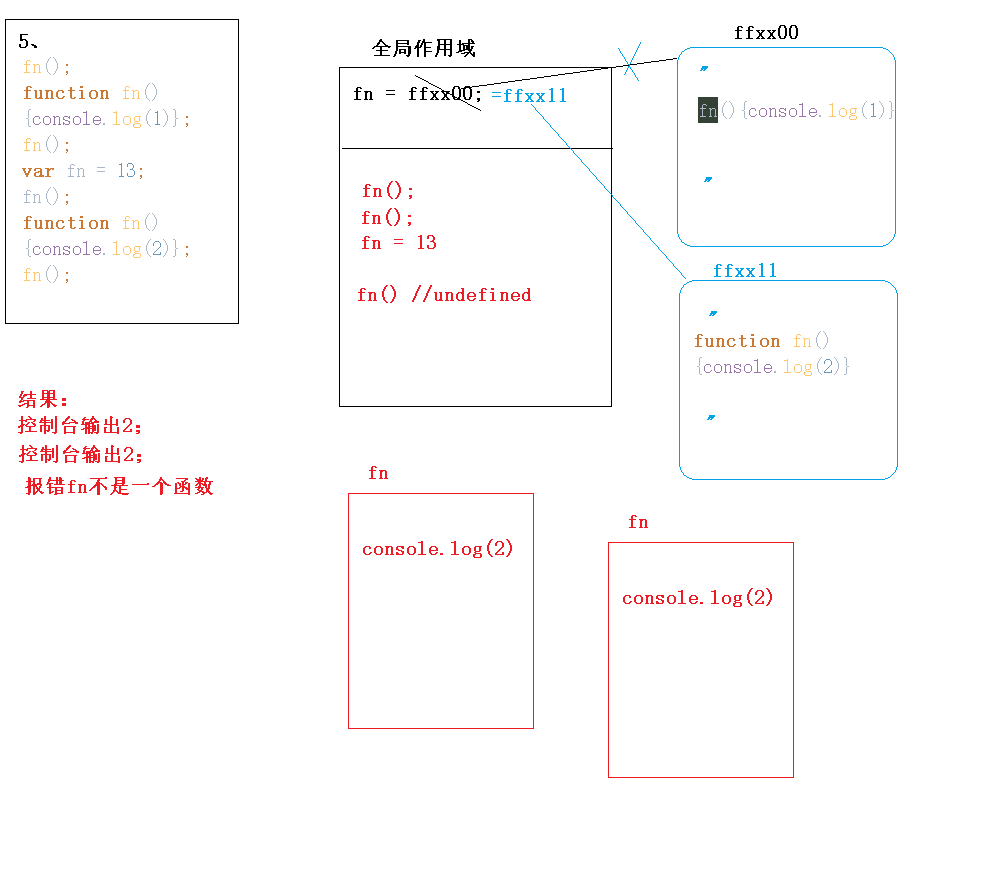 5、
fn();
function fn()
{console.log(1)};
fn();
var fn = 13;
fn();
function fn()
{console.log(2)};
fn();
结果:
控制台输出2;
控制台输出2;
报错fn不是一个函数
全局作用域
fn = ffxx00; =ffxx11
fn();
fn();
fn = 13
fn() //undefined
ffxx00
"
fn(){console.log(1)}
"
ffxx11
"
function fn()
{console.log(2)}
"
fn
console.log(2)
fn
console.log(2)